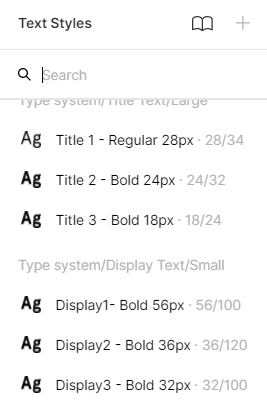 Text Styles
Search
Type system/Title Text/Large
Ag Title 1 - Regular 28px · 28/34
Ag Title 2 - Bold 24px · 24/32
Ag Title 3 - Bold 18px · 18/24
Type system/Display Text/Small
Ag Display1- Bold 56px · 56/100
Ag Display2 - Bold 36px · 36/120
Ag Display3 - Bold 32px · 32/100